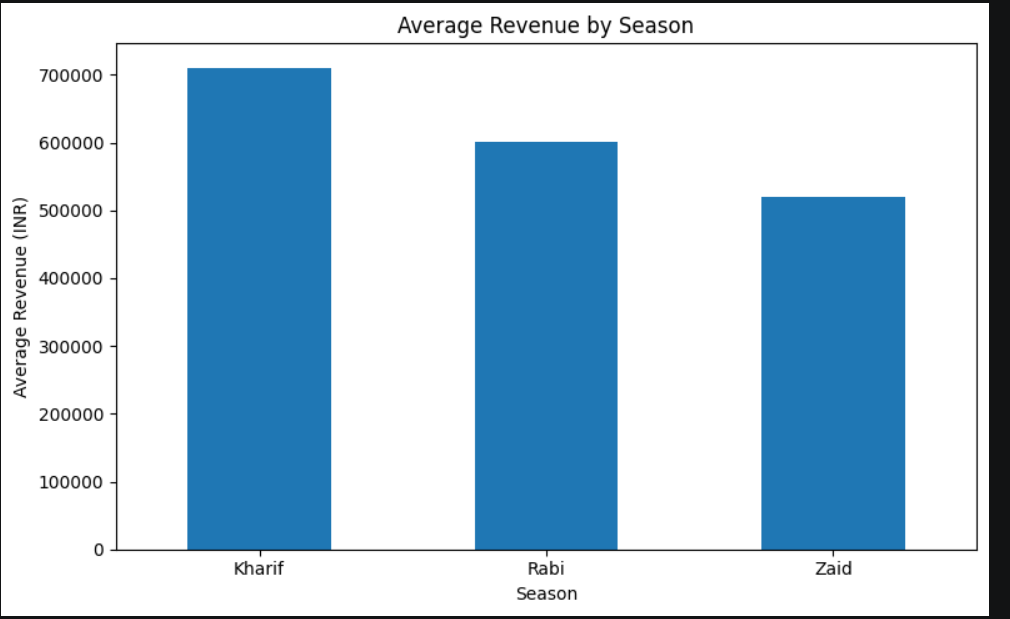 Average Revenue by Season
Average Revenue (INR)
700000
600000
500000
400000
300000
200000
100000
0
Kharif
Rabi
Zaid
Season